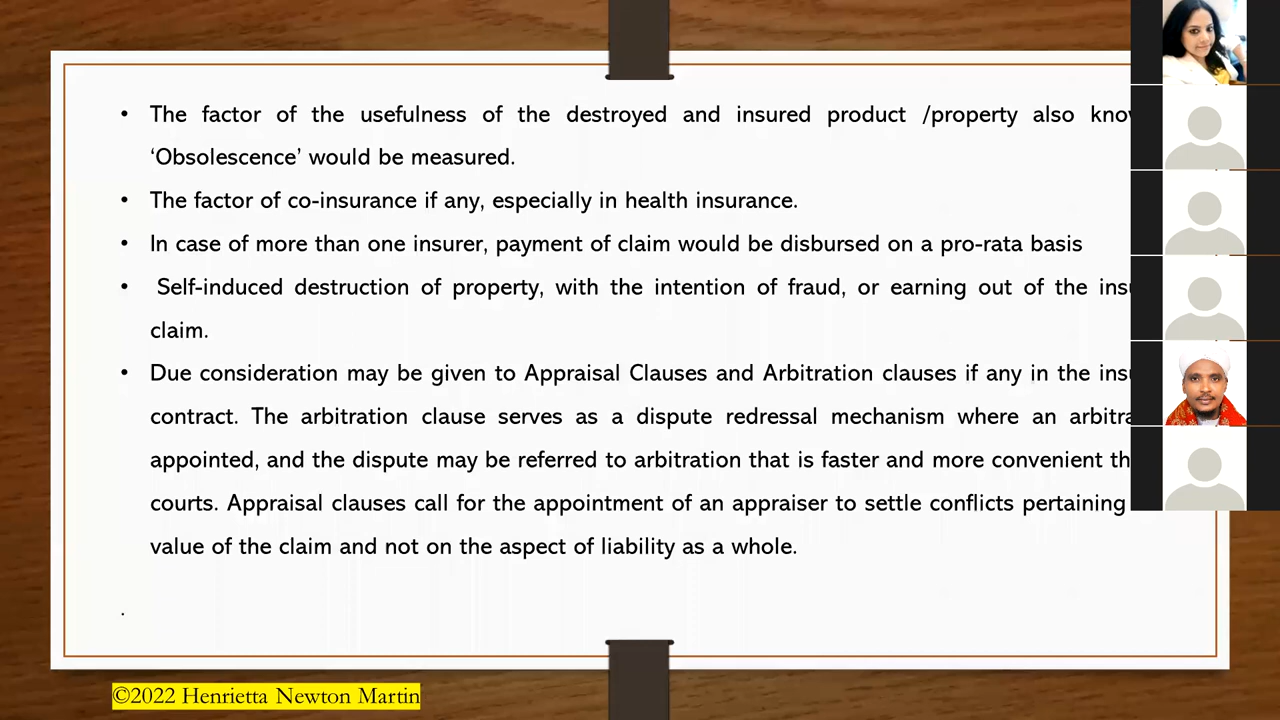 • The factor of the usefulness of the destroyed and insured product /property also
‘Obsolescence’ would be measured.
• The factor of co-insurance if any, especially in health insurance.
• In case of more than one insurer, payment of claim would be disbursed on a pro-rata basis
• Self-induced destruction of property, with the intention of fraud, or earning out of the
claim.
• Due consideration may be given to Appraisal Clauses and Arbitration clauses if any in the
contract. The arbitration clause serves as a dispute redressal mechanism where an
appointed, and the dispute may be referred to arbitration that is faster and more convenient
courts. Appraisal clauses call for the appointment of an appraiser to settle conflicts pertaining
value of the claim and not on the aspect of liability as a whole.
.
©2022 Henrietta Newton Martin